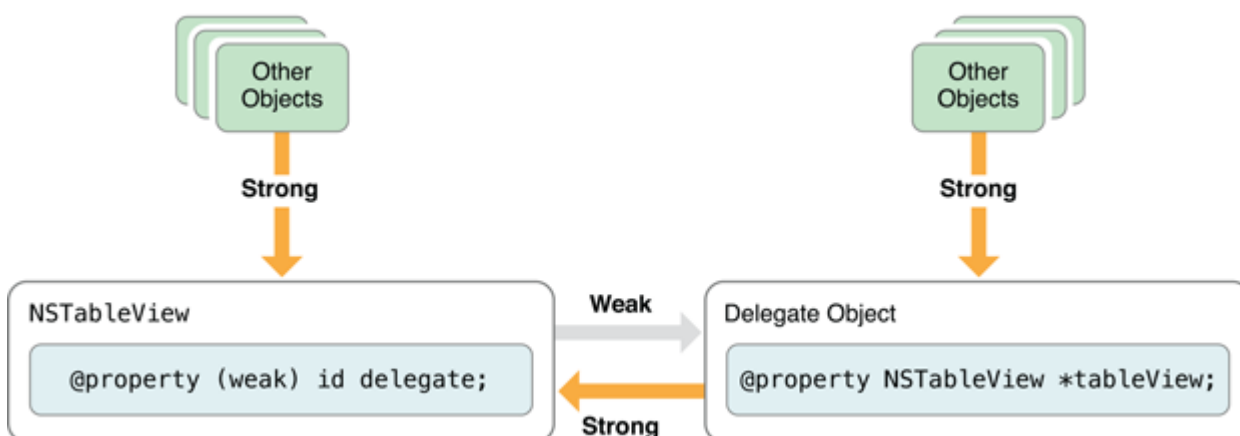 Other
Objects
Other
Objects
Strong
Strong
NSTableView
Weak
Delegate Object
@property (weak) id delegate;
@property NSTableView *tableView;
Strong